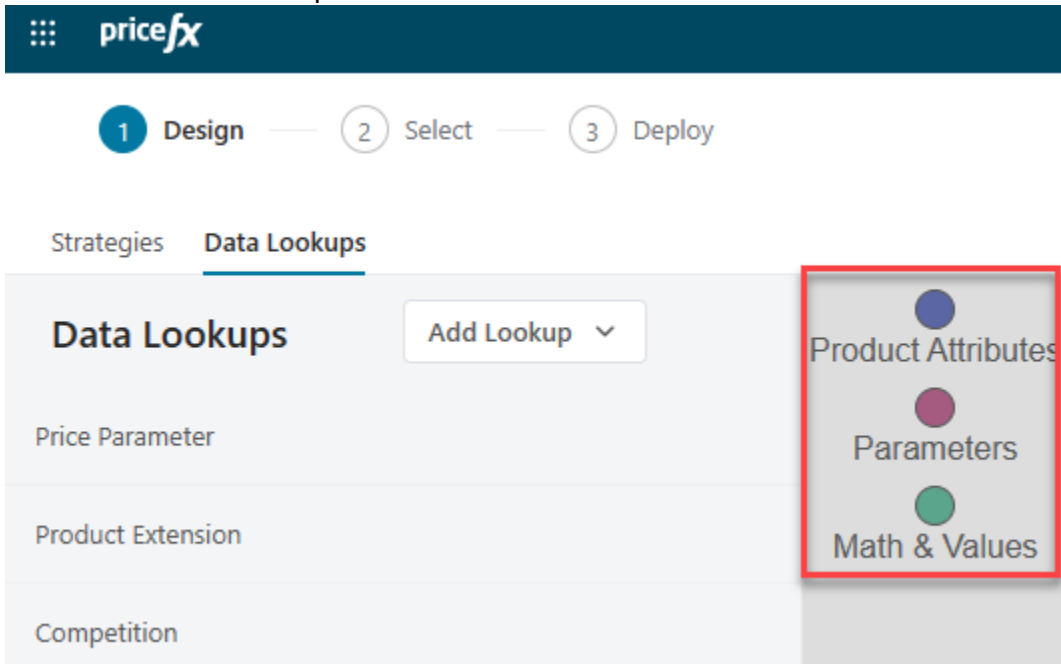 pricefx
1 Design 2 Select 3 Deploy
Strategies Data Lookups
Data Lookups Add Lookup
Price Parameter
Product Extension
Competition
Product Attributes
Parameters
Math & Values